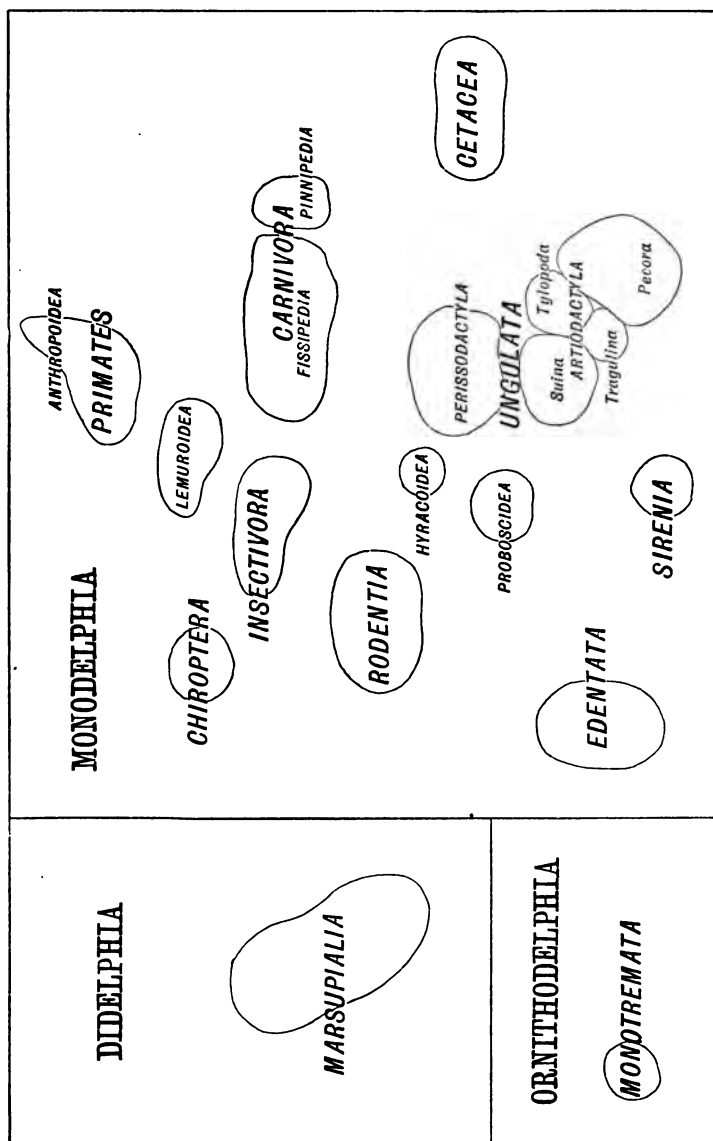 MONODELPHIA
ANTHROPOIDEA
PRIMATES
LEMUROIDEA
CHIROPTERA
INSECTIVORA
CARNIVORA
FISSIPEDIA
PINNIPEDIA
RODENTIA
HYRACOIDEA
PROBOSCIDEA
PERISSODACTYLA
UNGULATA
Suina
Tylopoda
ARTIODACTYLA
Tragulina
Pecora
CETACEA
EDENTATA
SIRENIA
DIDELPHIA
MARSUPIALIA
ORNITHODELPHIA
MONOTREMATA